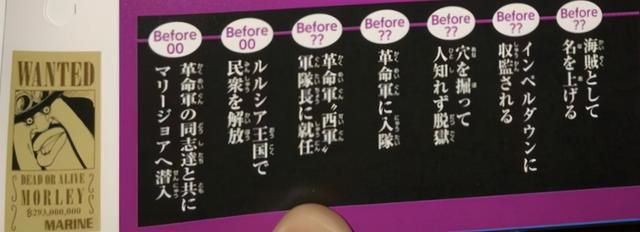 WANTED
DEAD OR ALIVE
MORLEY
฿293,000,000
MARINE
Before
??
海賊として
名を上げる
Before
??
インペルダウンに
収監される
Before
??
穴を掘って
人知れず脱獄
Before
??
革命軍に入隊
Before
??
革命軍“西軍”
軍隊長に就任
Before
00
ルルシア王国で
民衆を解放
Before
00
革命軍の同志達と共に
マリージョアへ潜入